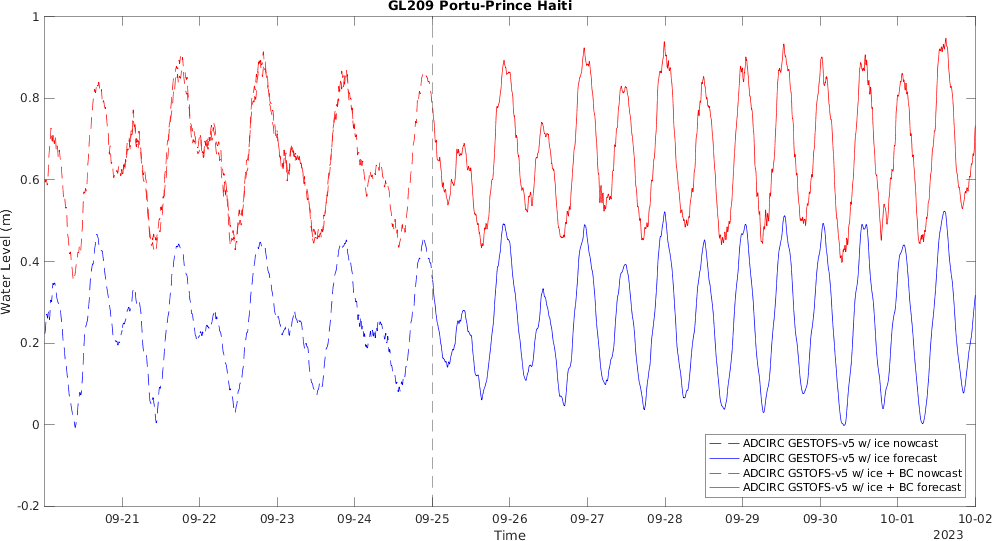 GL209 Portu-Prince Haiti
1
0.8
0.6
0.4
0.2
0
-0.2
Water Level (m)
ADCIRC GESTOFS-v5 w/ ice nowcast
ADCIRC GESTOFS-v5 w/ ice forecast
ADCIRC GSTOFS-v5 w/ ice + BC nowcast
ADCIRC GSTOFS-v5 w/ ice + BC forecast
09-21 09-22 09-23 09-24 09-25 09-26 09-27 09-28 09-29 09-30 10-01 10-02
Time
2023